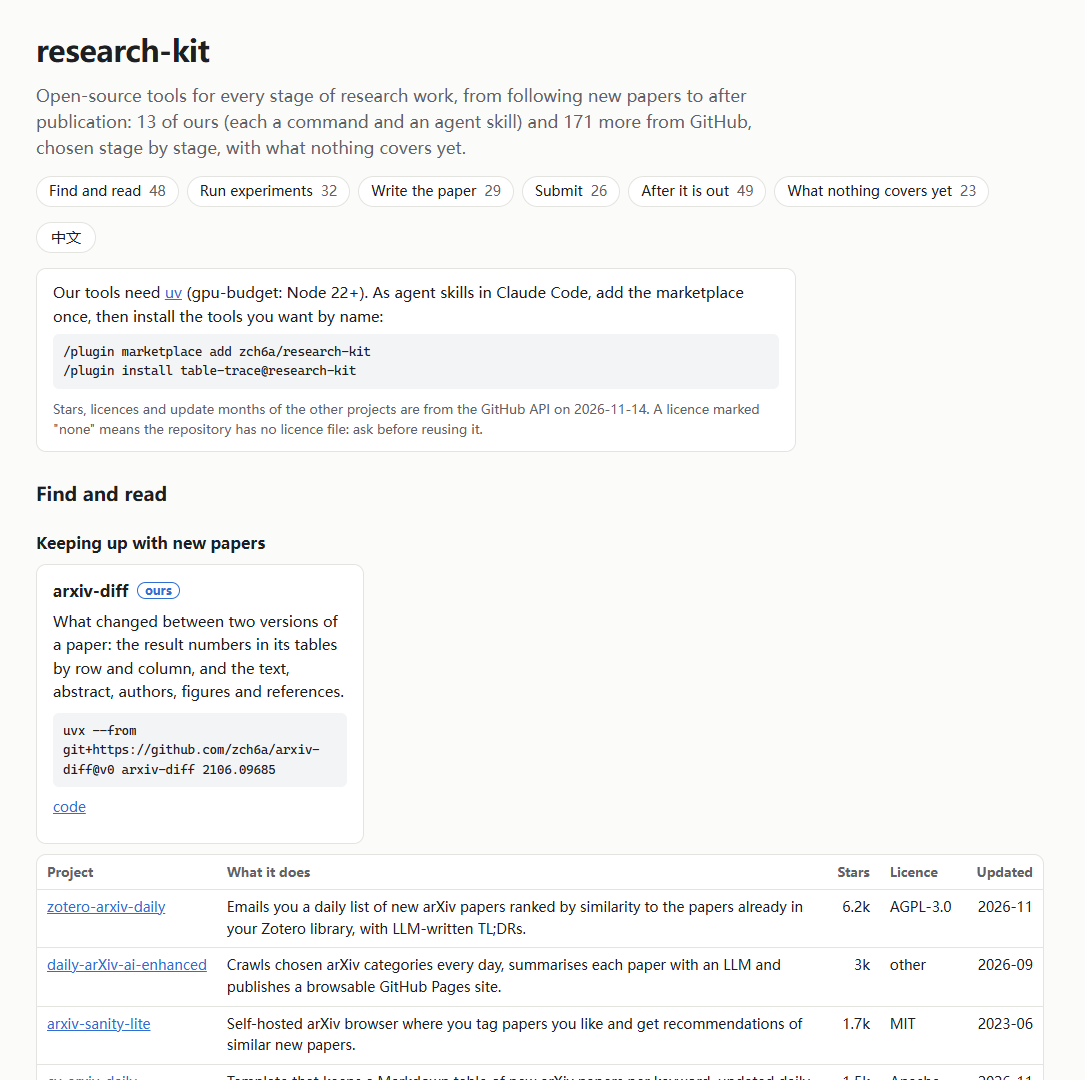 research-kit
Open-source tools for every stage of research work, from following new papers to after
publication: 13 of ours (each a command and an agent skill) and 171 more from GitHub,
chosen stage by stage, with what nothing covers yet.
Find and read 48
Run experiments 32
Write the paper 29
Submit 26
After it is out 49
What nothing covers yet 23
中文
Our tools need uv (gpu-budget: Node 22+). As agent skills in Claude Code, add the marketplace
once, then install the tools you want by name:
/plugin marketplace add zch6a/research-kit
/plugin install table-trace@research-kit
Stars, licences and update months of the other projects are from the GitHub API on 2026-11-14. A licence marked
"none" means the repository has no licence file: ask before reusing it.
Find and read
Keeping up with new papers
arxiv-diff ours
What changed between two versions of
a paper: the result numbers in its tables
by row and column, and the text,
abstract, authors, figures and references.
uvx --from
git+https://github.com/zch6a/arxiv-
diff@v0 arxiv-diff 2106.09685
code
Project What it does Stars Licence Updated
zotero-arxiv-daily Emails you a daily list of new arXiv papers ranked by similarity to the papers already in 6.2k AGPL-3.0 2026-11
your Zotero library, with LLM-written TL;DRs.
daily-arXiv-ai-enhanced Crawls chosen arXiv categories every day, summarises each paper with an LLM and 3k other 2026-09
publishes a browsable GitHub Pages site.
arxiv-sanity-lite Self-hosted arXiv browser where you tag papers you like and get recommendations of 1.7k MIT 2023-06
similar new papers.